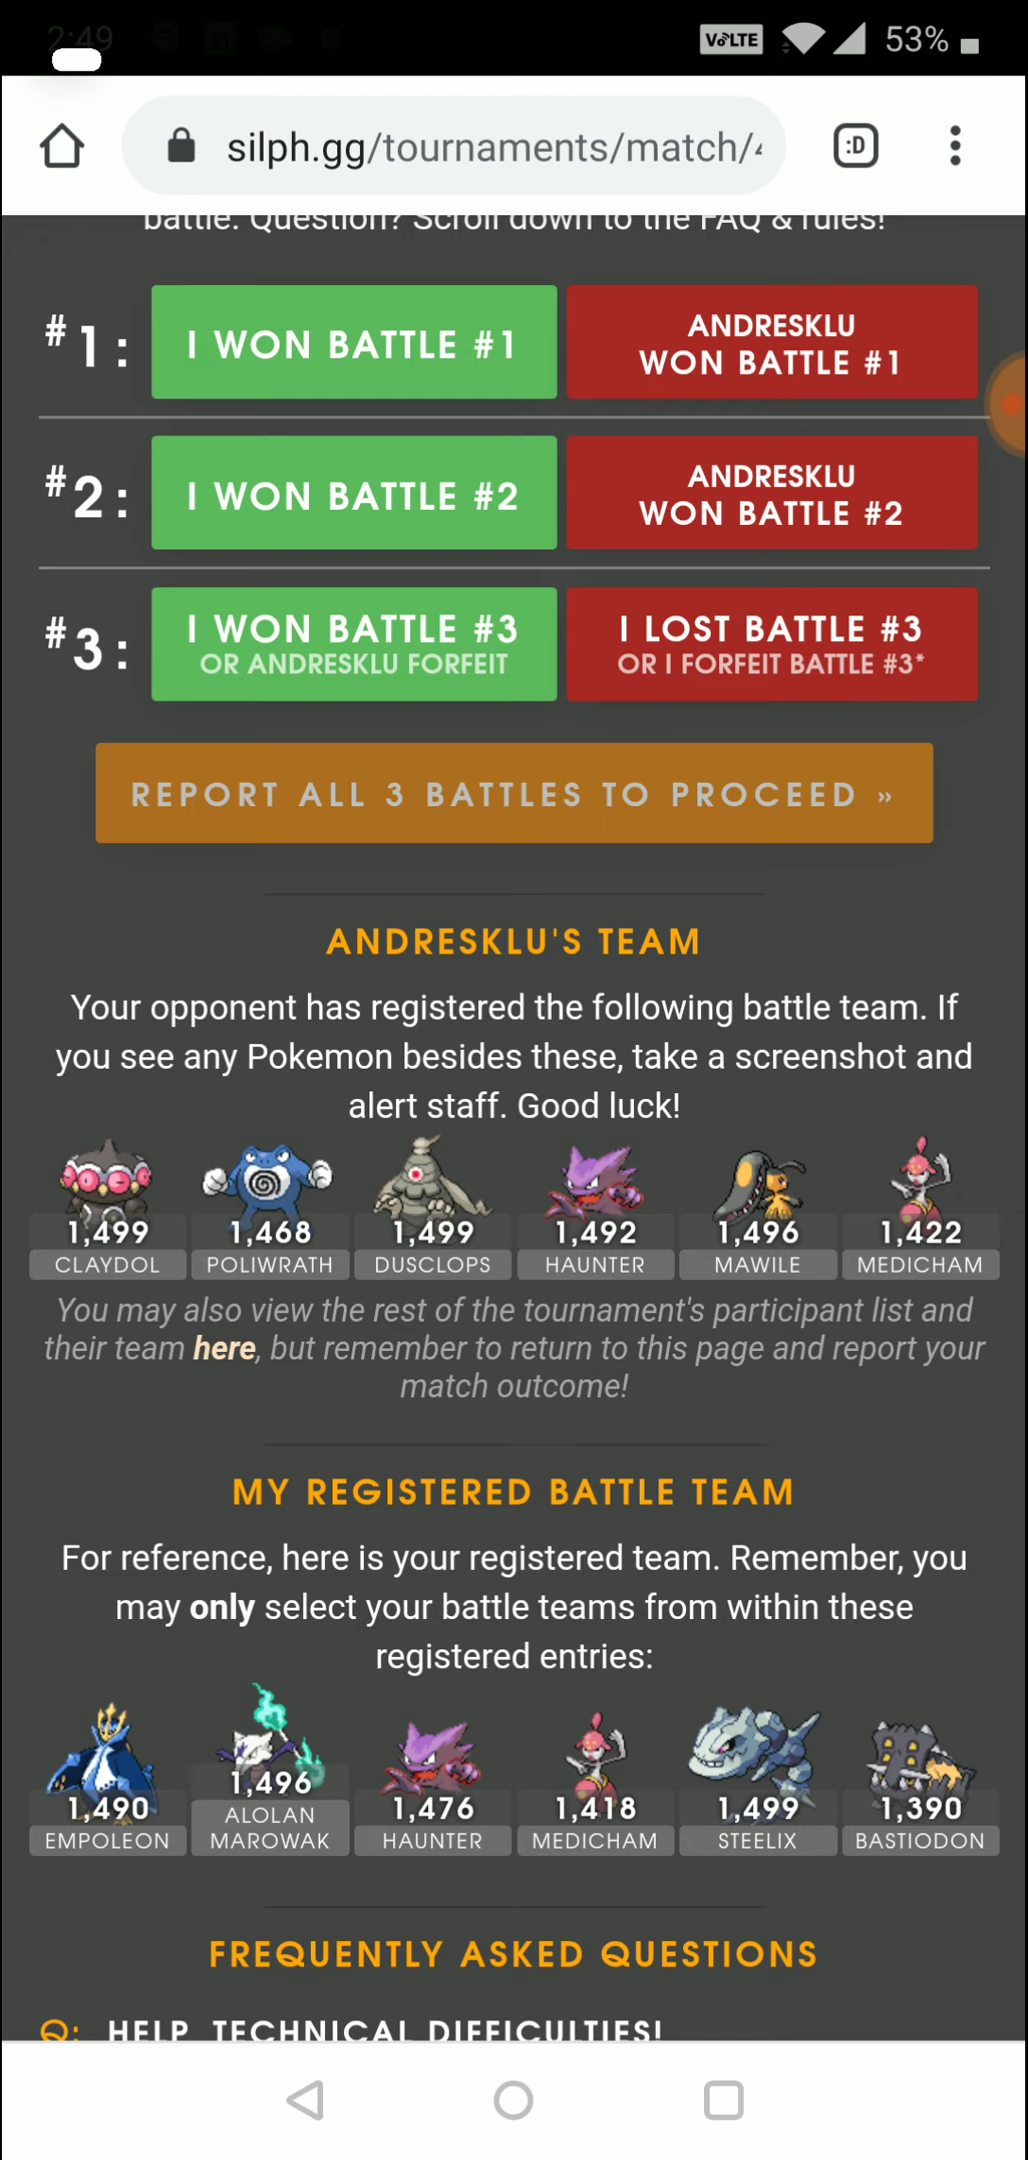 2:49
VoLTE
53%
silph.gg/tournaments/match/
:D
battle. Question? Scroll down to the FAQ & rules!
#1: I WON BATTLE #1 ANDRESKLU WON BATTLE #1
#2: I WON BATTLE #2 ANDRESKLU WON BATTLE #2
#3: I WON BATTLE #3 OR ANDRESKLU FORFEIT I LOST BATTLE #3 OR I FORFEIT BATTLE #3*
REPORT ALL 3 BATTLES TO PROCEED »
ANDRESKLU'S TEAM
Your opponent has registered the following battle team. If
you see any Pokemon besides these, take a screenshot and
alert staff. Good luck!
1,499 1,468 1,499 1,492 1,496 1,422
CLAYDOL POLIWRATH DUSCLOPS HAUNTER MAWILE MEDICHAM
You may also view the rest of the tournament's participant list and
their team here, but remember to return to this page and report your
match outcome!
MY REGISTERED BATTLE TEAM
For reference, here is your registered team. Remember, you
may only select your battle teams from within these
registered entries:
1,490 1,496 1,476 1,418 1,499 1,390
EMPOLEON ALOLAN MAROWAK HAUNTER MEDICHAM STEELIX BASTIODON
FREQUENTLY ASKED QUESTIONS
Q: HELP, TECHNICAL DIFFICULTIES!